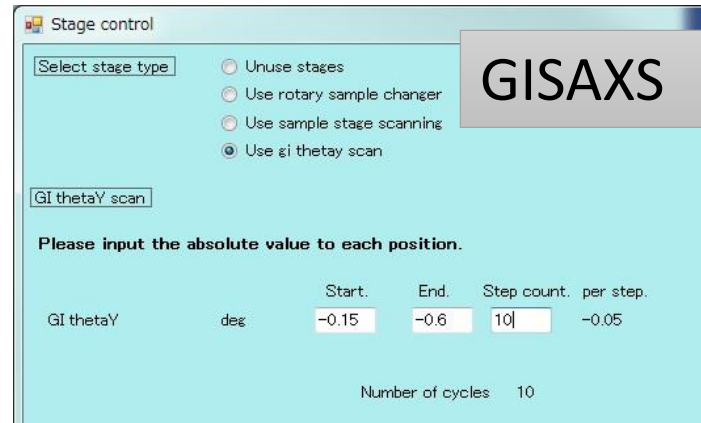 Stage control
Select stage type
Unuse stages
Use rotary sample changer
Use sample stage scanning
Use gi thetay scan
GISAXS
GI thetaY scan
Please input the absolute value to each position.
Start. End. Step count. per step.
GI thetaY deg -0.15 -0.6 10 -0.05
Number of cycles 10